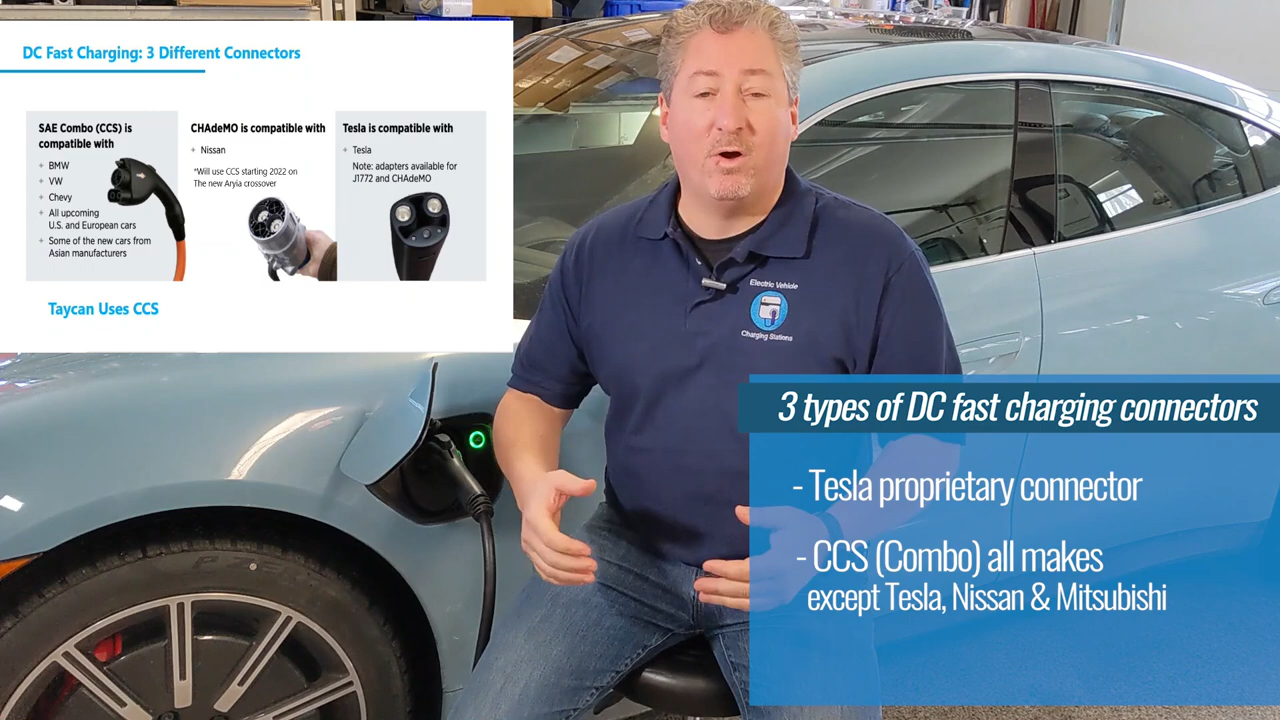 DC Fast Charging: 3 Different Connectors
SAE Combo (CCS) is
compatible with
+ BMW
+ VW
+ Chevy
+ All upcoming
U.S. and European cars
+ Some of the new cars from
Asian manufacturers
CHAdeMO is compatible with
+ Nissan
*Will use CCS starting 2022 on
The new Aryia crossover
Tesla is compatible with
+ Tesla
Note: adapters available for
J1772 and CHAdeMO
Taycan Uses CCS
Electric Vehicle
Charging Stations
3 types of DC fast charging connectors
- Tesla proprietary connector
- CCS (Combo) all makes
except Tesla, Nissan & Mitsubishi